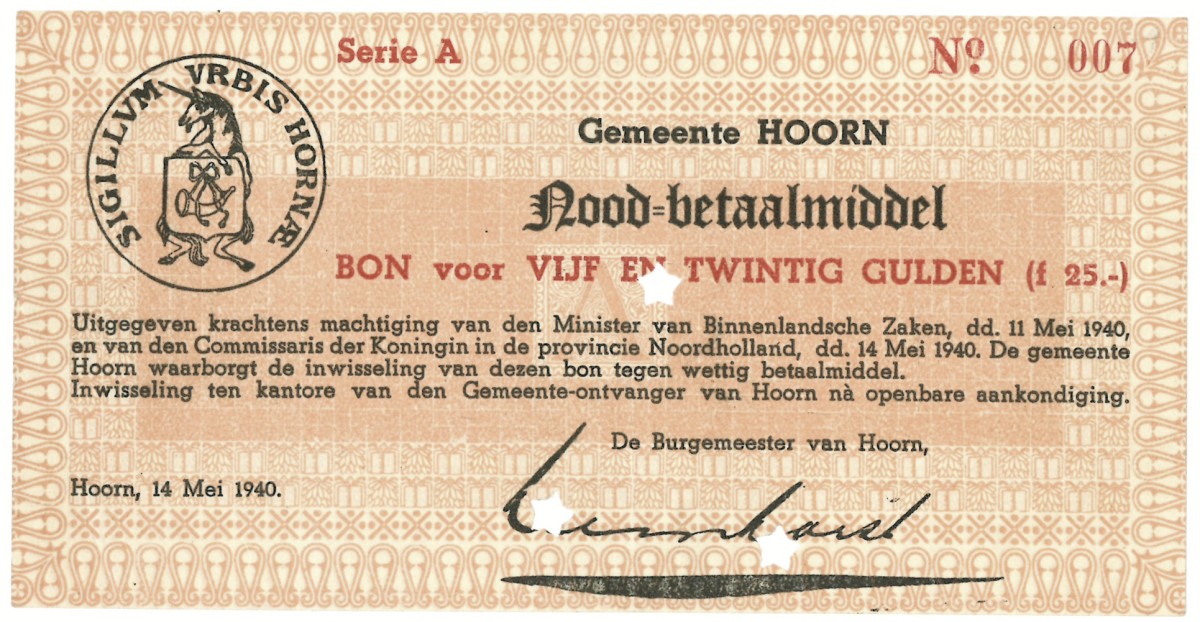 Serie A
Nº 007
SIGILLVM VRBIS HORNÆ
Gemeente HOORN
Nood=betaalmiddel
BON voor VIJF EN TWINTIG GULDEN (f 25.-)
Uitgegeven krachtens machtiging van den Minister van Binnenlandsche Zaken, dd. 11 Mei 1940,
en van den Commissaris der Koningin in de provincie Noordholland, dd. 14 Mei 1940. De gemeente
Hoorn waarborgt de inwisseling van dezen bon tegen wettig betaalmiddel.
Inwisseling ten kantore van den Gemeente-ontvanger van Hoorn nà openbare aankondiging.
De Burgemeester van Hoorn,
Hoorn, 14 Mei 1940.